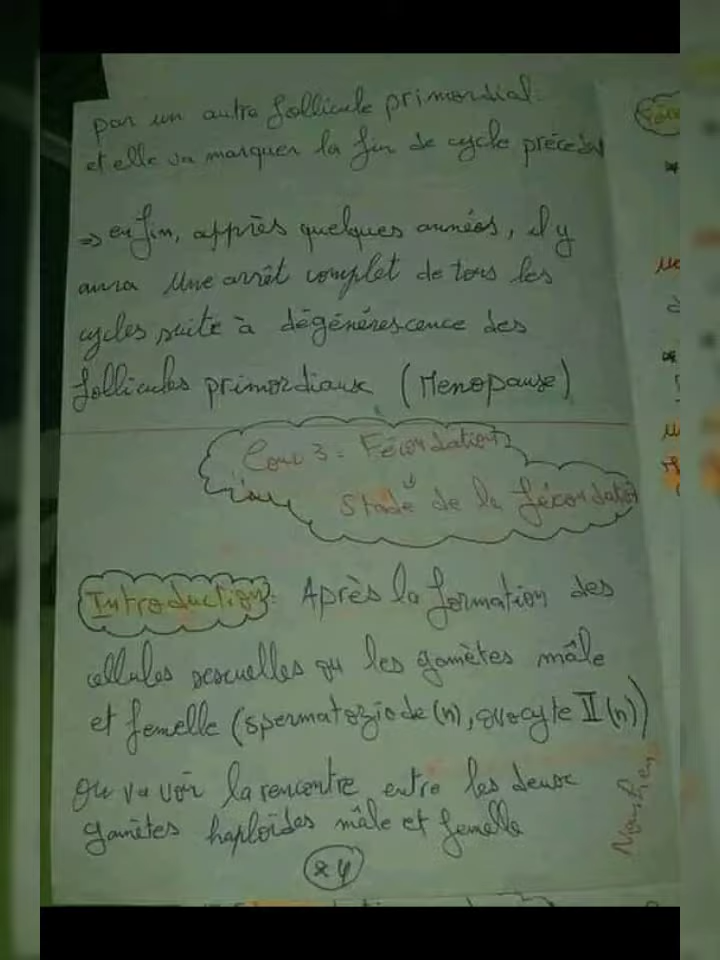 par un autre follicule primordial.
et elle va marquer la fin de cycle précédent
⇒ enfin, apprès quelques années, il y
aura une arrêt complet de tous les
cycles suite à dégénérescence des
follicules primordiaux (Menopause)
Cour 3: Fécondation
Stade de la fécondation
Introduction: Après la formation des
cellules sexuelles ou les gamètes mâle
et femelle (spermatozoide (n), ovocyte II (n))
on va voir la rencontre entre les deux
gamètes haploïdes mâle et femelle